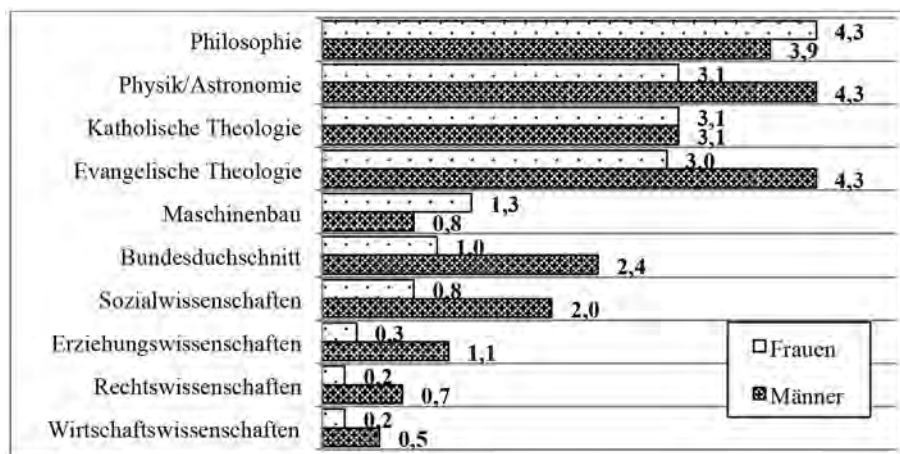 Philosophie
4,3
3,9
Physik/Astronomie
3,1
4,3
Katholische Theologie
3,1
3,1
Evangelische Theologie
3,0
4,3
Maschinenbau
1,3
0,8
Bundesduchschnitt
1,0
2,4
Sozialwissenschaften
0,8
2,0
Erziehungswissenschaften
0,3
1,1
Rechtswissenschaften
0,2
0,7
Wirtschaftswissenschaften
0,2
0,5
Frauen
Männer